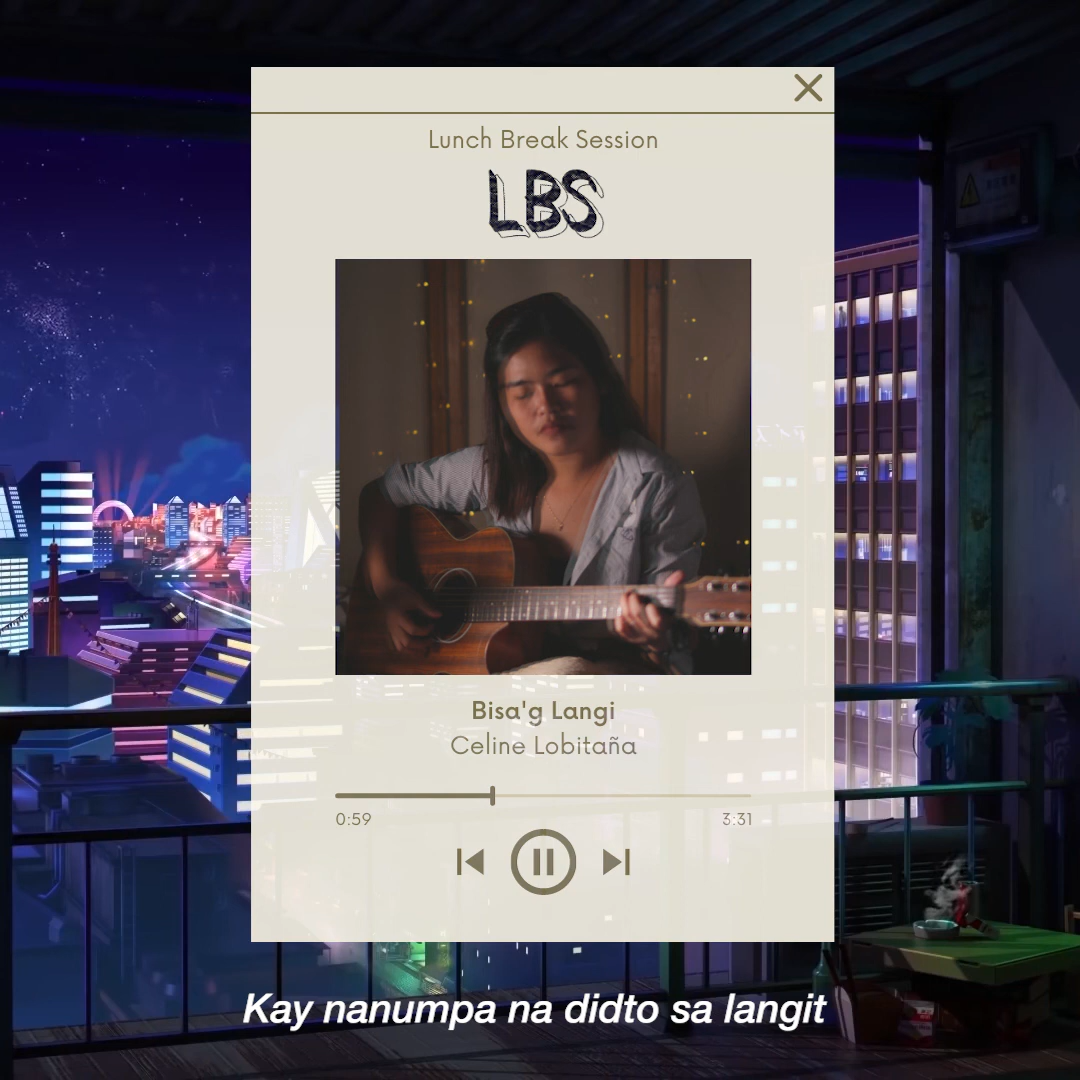 Lunch Break Session
LBS
Bisa'g Langi
Celine Lobitaña
0:59
3:31
Kay nanumpa na didto sa langit